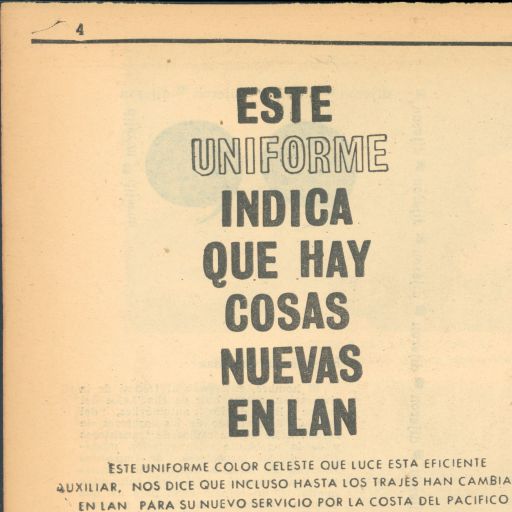 4
ESTE
UNIFORME
INDICA
QUE HAY
COSAS
NUEVAS
EN LAN
ESTE UNIFORME COLOR CELESTE QUE LUCE ESTA EFICIENTE
AUXILIAR, NOS DICE QUE INCLUSO HASTA LOS TRAJES HAN CAMBIA
EN LAN PARA SU NUEVO SERVICIO POR LA COSTA DEL PACIFICO